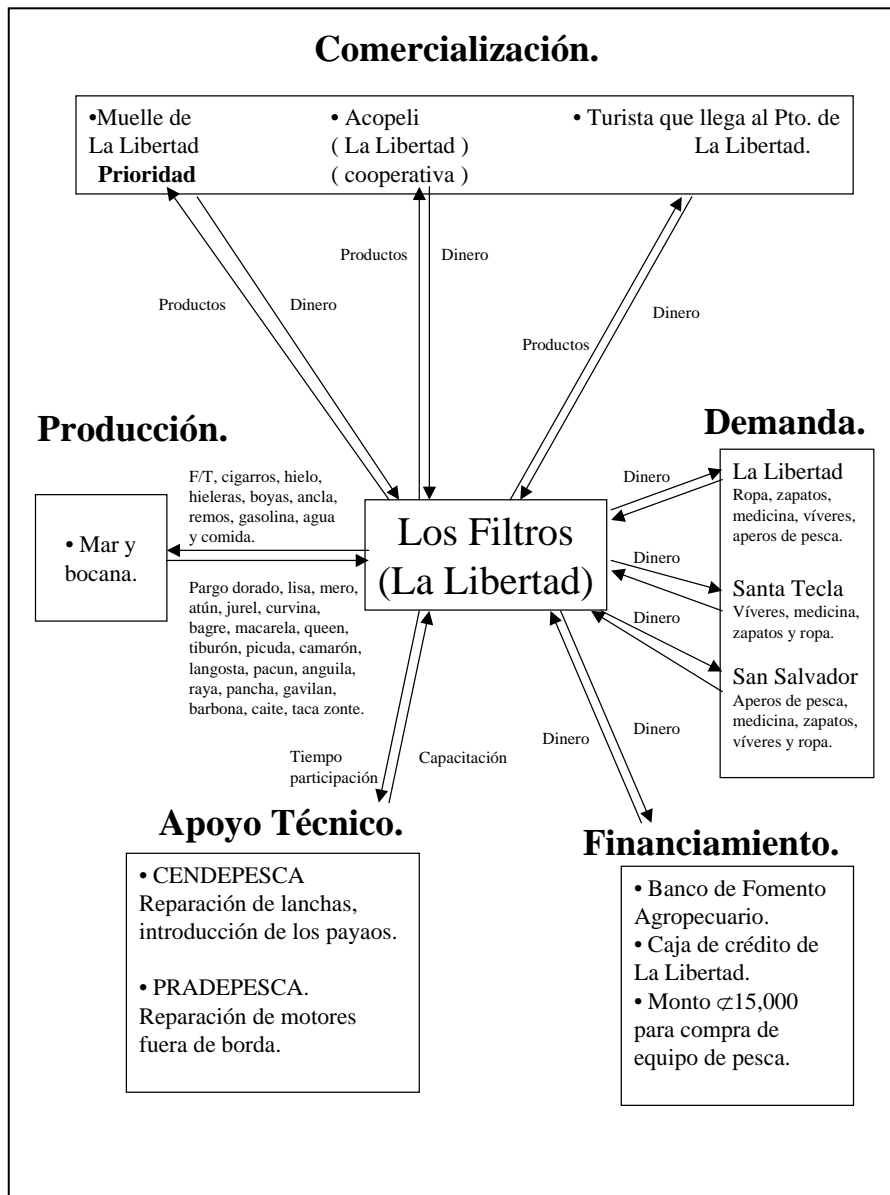 Comercialización.
•Muelle de
La Libertad
Prioridad
• Acopeli
( La Libertad )
( cooperativa )
• Turista que llega al Pto. de
La Libertad.
Productos
Dinero
Productos
Dinero
Productos
Dinero
Producción.
• Mar y
bocana.
F/T, cigarros, hielo,
hieleras, boyas, ancla,
remos, gasolina, agua
y comida.
Pargo dorado, lisa, mero,
atún, jurel, curvina,
bagre, macarela, queen,
tiburón, picuda, camarón,
langosta, pacun, anguila,
raya, pancha, gavilan,
barbona, caite, taca zonte.
Los Filtros
(La Libertad)
Demanda.
Dinero
La Libertad
Ropa, zapatos,
medicina, víveres,
aperos de pesca.
Dinero
Santa Tecla
Víveres, medicina,
zapatos y ropa.
Dinero
San Salvador
Aperos de pesca,
medicina, zapatos,
víveres y ropa.
Tiempo
participación
Capacitación
Dinero
Dinero
Apoyo Técnico.
• CENDEPESCA
Reparación de lanchas,
introducción de los payaos.
• PRADEPESCA.
Reparación de motores
fuera de borda.
Financiamiento.
• Banco de Fomento
Agropecuario.
• Caja de crédito de
La Libertad.
• Monto ⊄15,000
para compra de
equipo de pesca.